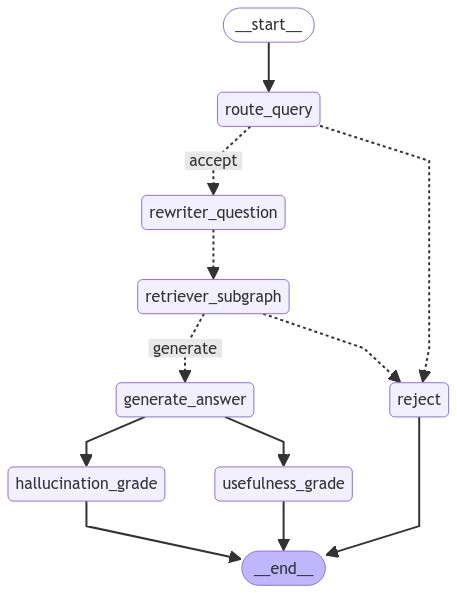 __start__
route_query
accept
rewriter_question
retriever_subgraph
generate
generate_answer
reject
hallucination_grade
usefulness_grade
__end__